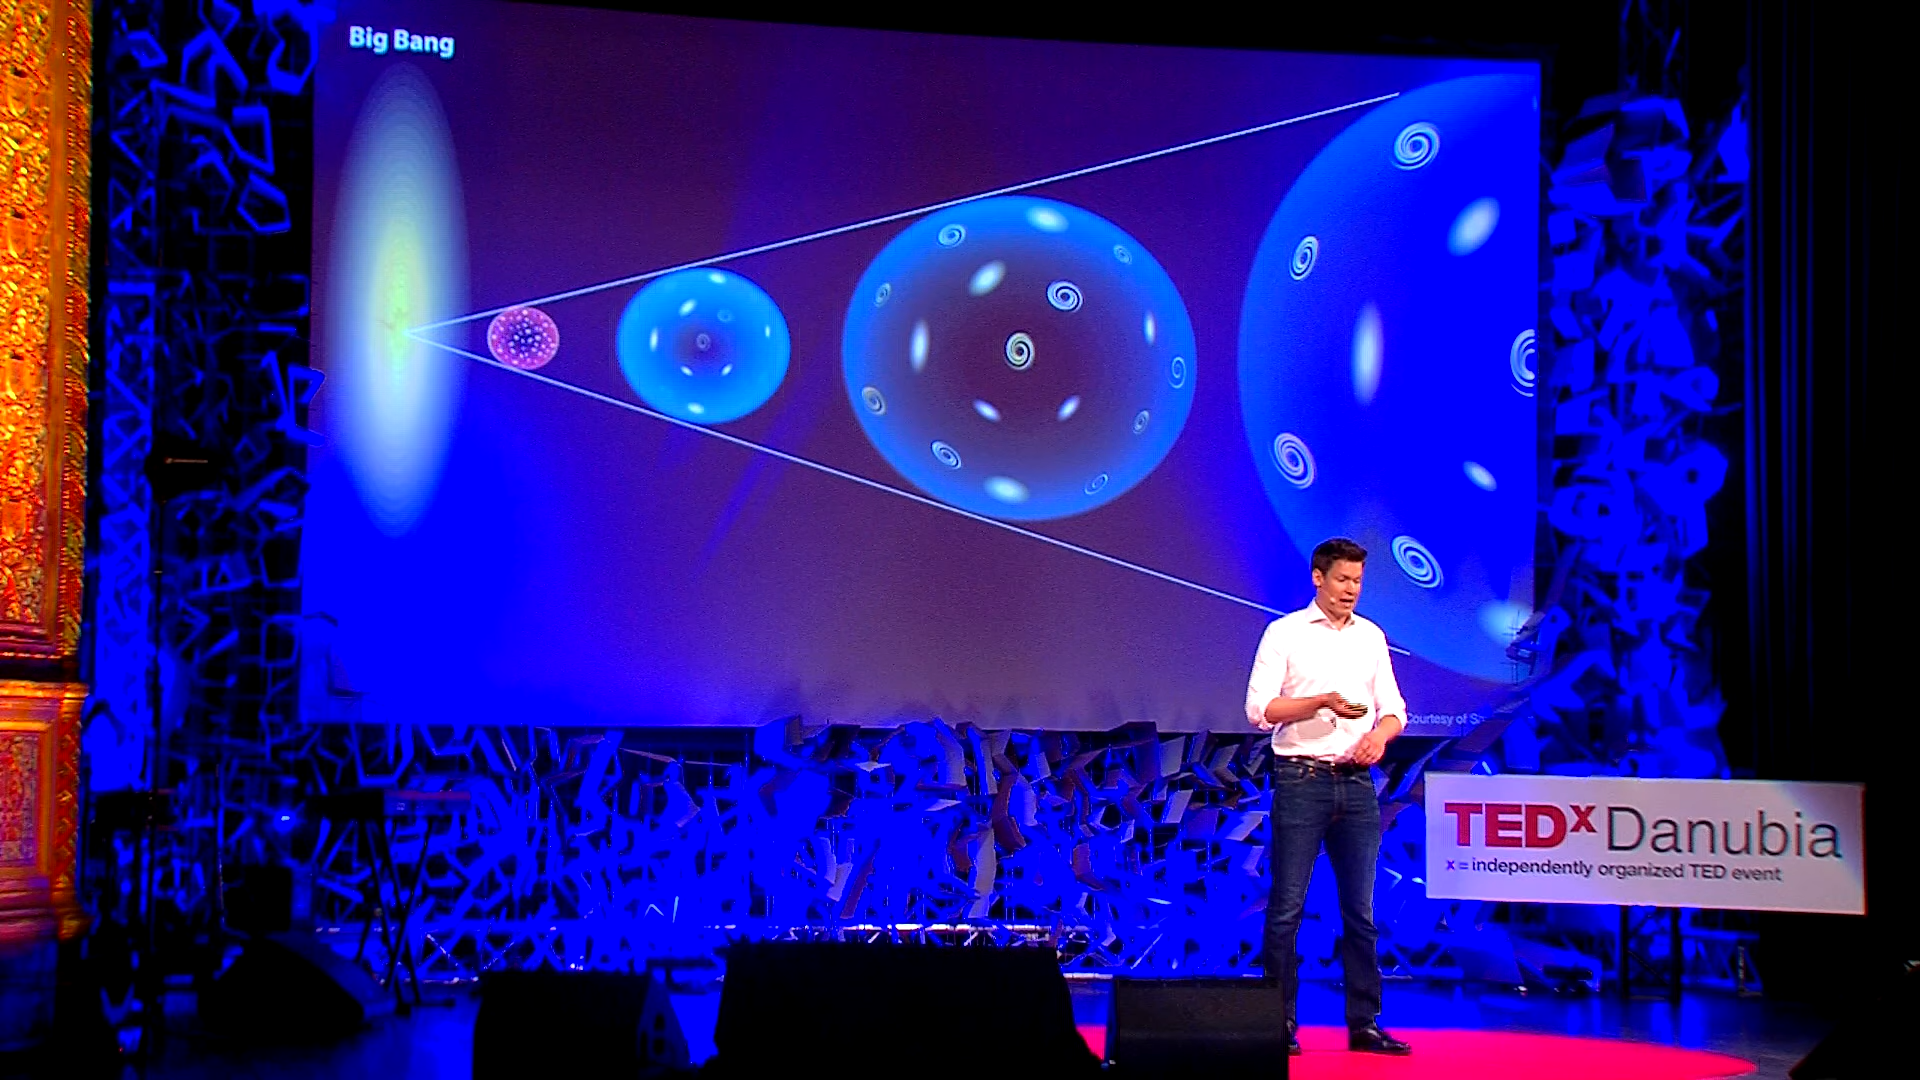 Big Bang
Courtesy of
TEDx Danubia
x = independently organized TED event